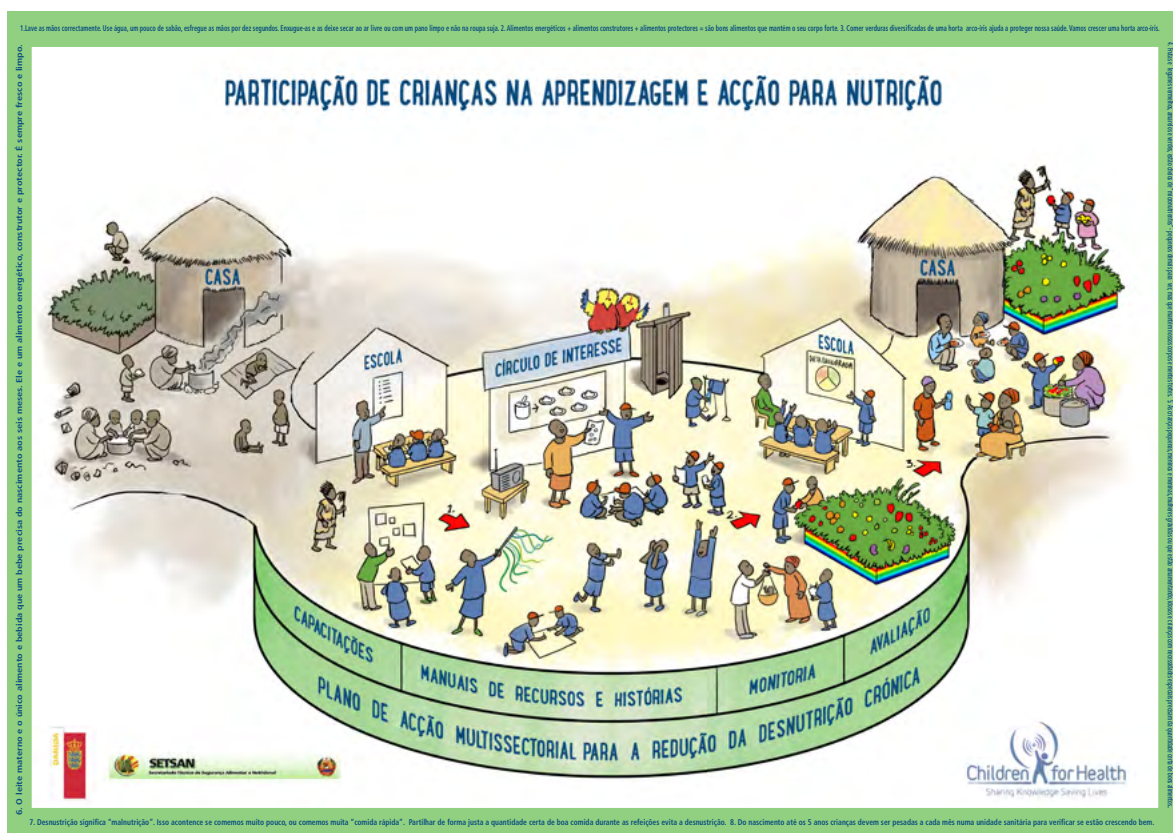 1.Lave as mãos correctamente. Use água, um pouco de sabão, esfregue as mãos por dez segundos. Enxugue-as e as deixe secar ao ar livre ou com um pano limpo e não na roupa suja. 2. Alimentos energéticos + alimentos construtores + alimentos protectores = são bons alimentos que mantêm o seu corpo forte. 3. Comer verduras diversificadas de uma horta arco-íris ajuda a proteger nossa saúde. Vamos crescer uma horta arco-íris.
PARTICIPAÇÃO DE CRIANÇAS NA APRENDIZAGEM E ACÇÃO PARA NUTRIÇÃO
CASA
CASA
ESCOLA
CÍRCULO DE INTERESSE
ESCOLA
1.
2.
3.
CAPACITAÇÕES
MANUAIS DE RECURSOS E HISTÓRIAS
MONITORIA
AVALIAÇÃO
PLANO DE ACÇÃO MULTISSECTORIAL PARA A REDUÇÃO DA DESNUTRIÇÃO CRÓNICA
SETSAN
Secretariado Técnico de Segurança Alimentar e Nutricional
Children for Health
Sharing Knowledge Saving Lives
6. O leite materno e o único alimento e bebida que um bebe precisa do nascimento aos seis meses. Ele e um alimento energético, construtor e protector. É sempre fresco e limpo.
7. Desnustrição significa "malnutrição". Isso acontece se comemos muito pouco, ou comemos muita "comida rápida". Partilhar de forma justa a quantidade certa de boa comida durante as refeições evita a desnutrição. 8. Do nascimento até os 5 anos crianças devem ser pesadas a cada mês numa unidade sanitária para verificar se estão crescendo bem.